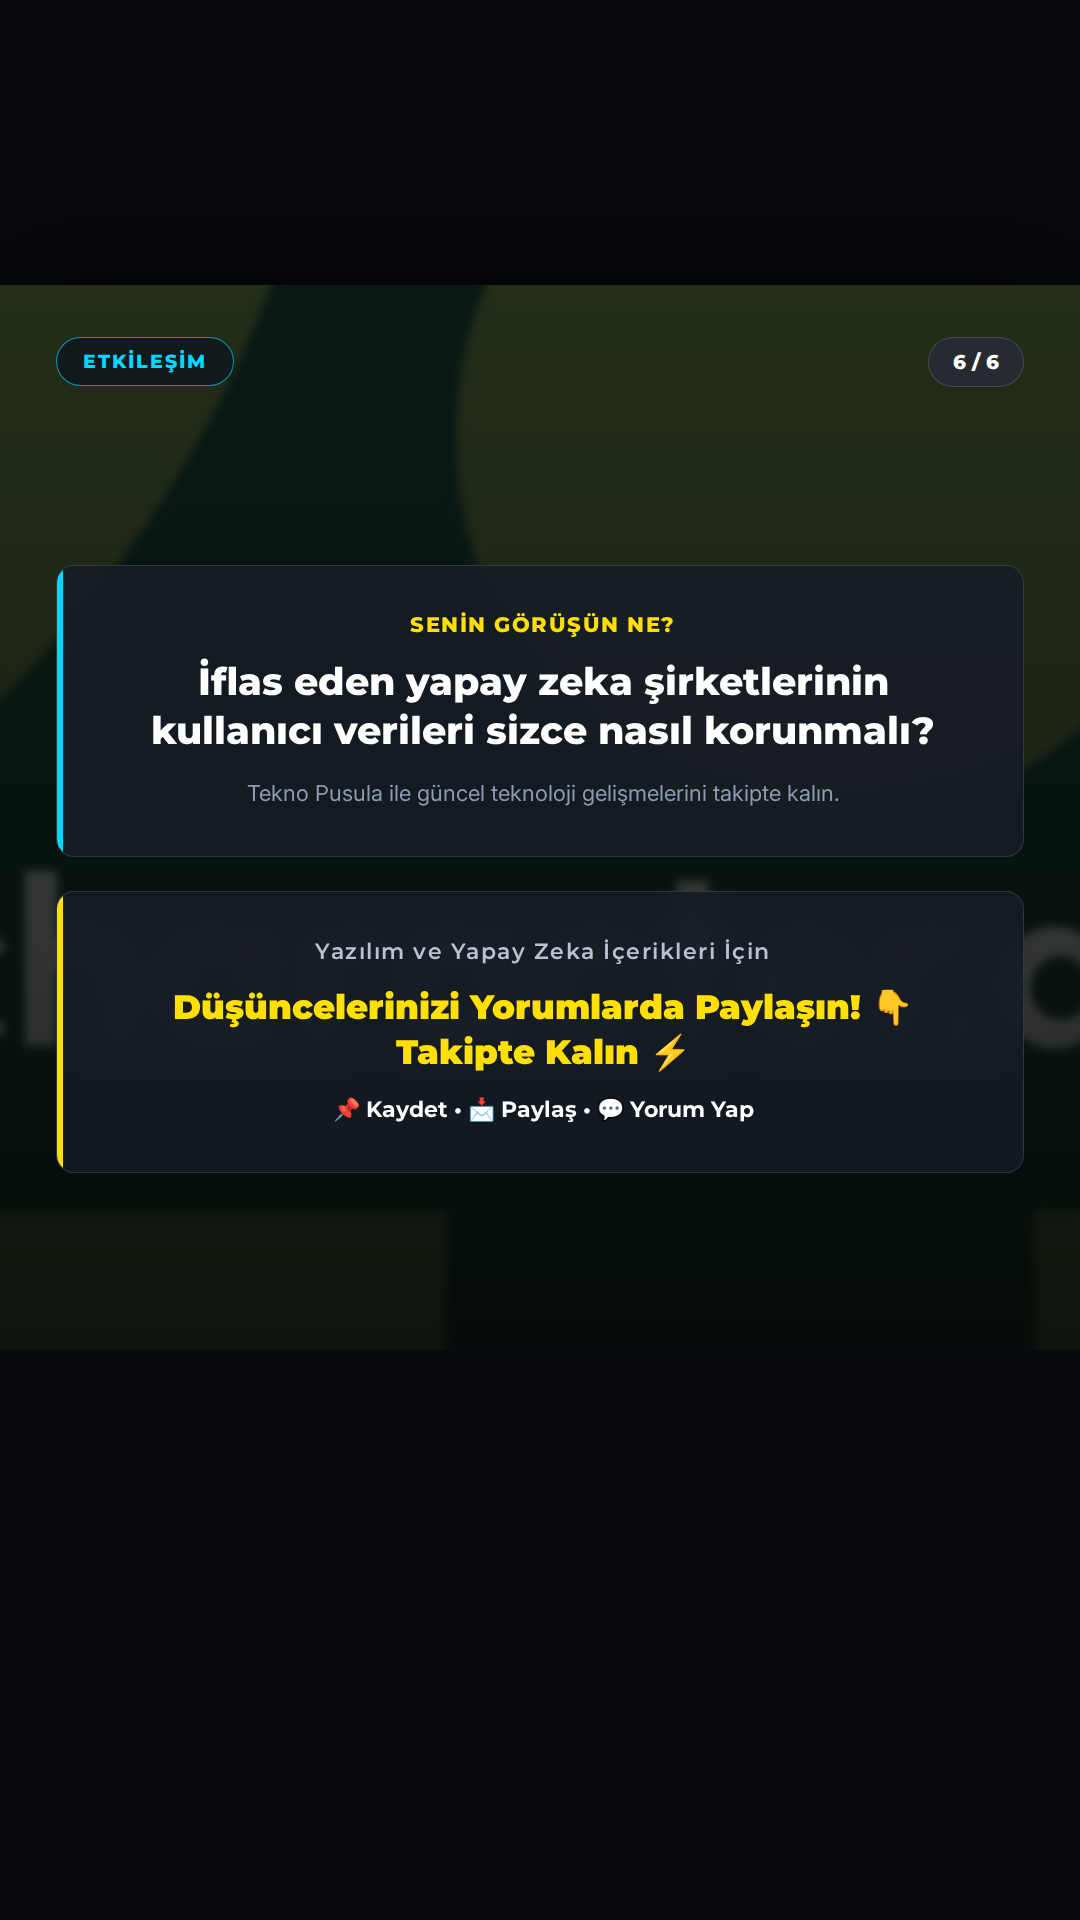 ETKİLEŞİM
6 / 6
SENİN GÖRÜŞÜN NE?
İflas eden yapay zeka şirketlerinin
kullanıcı verileri sizce nasıl korunmalı?
Tekno Pusula ile güncel teknoloji gelişmelerini takipte kalın.
Yazılım ve Yapay Zeka İçerikleri İçin
Düşüncelerinizi Yorumlarda Paylaşın! 👇
Takipte Kalın ⚡
📌 Kaydet • 📩 Paylaş • 💬 Yorum Yap